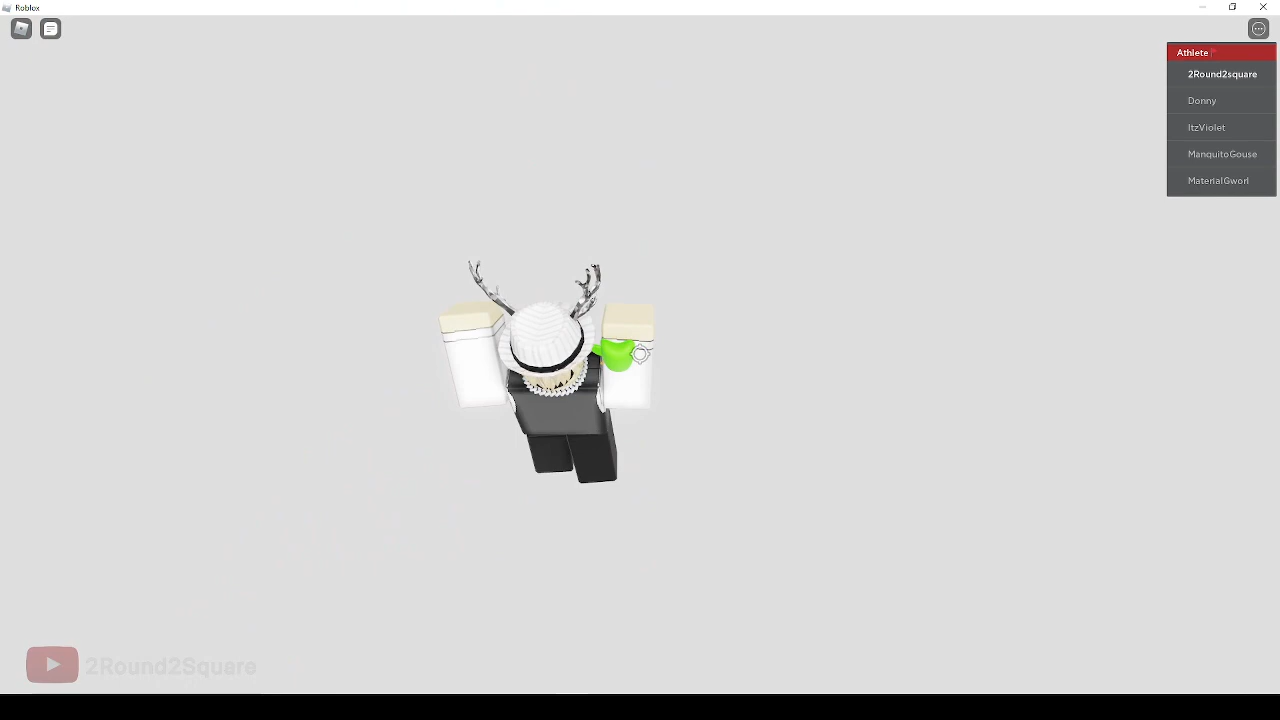 Roblox
Athlete
2Round2square
Donny
ItzViolet
ManquitoGouse
MaterialGworl
2Round2Square